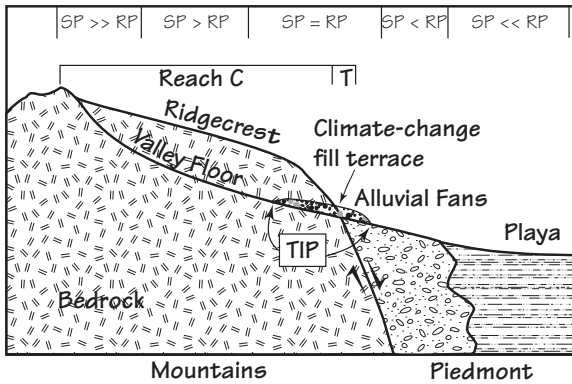 SP >> RP
SP > RP
SP = RP
SP < RP
SP << RP
Reach C
T
Ridgecrest
Climate-change
fill terrace
Valley Floor
Alluvial Fans
Playa
TIP
Bedrock
Mountains
Piedmont